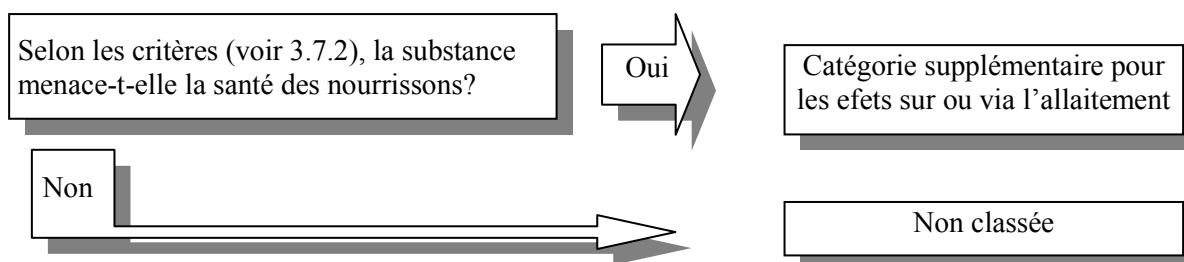 Selon les critères (voir 3.7.2), la substance
menace-t-elle la santé des nourrissons?
Oui
Catégorie supplémentaire pour
les efets sur ou via l'allaitement
Non
Non classée